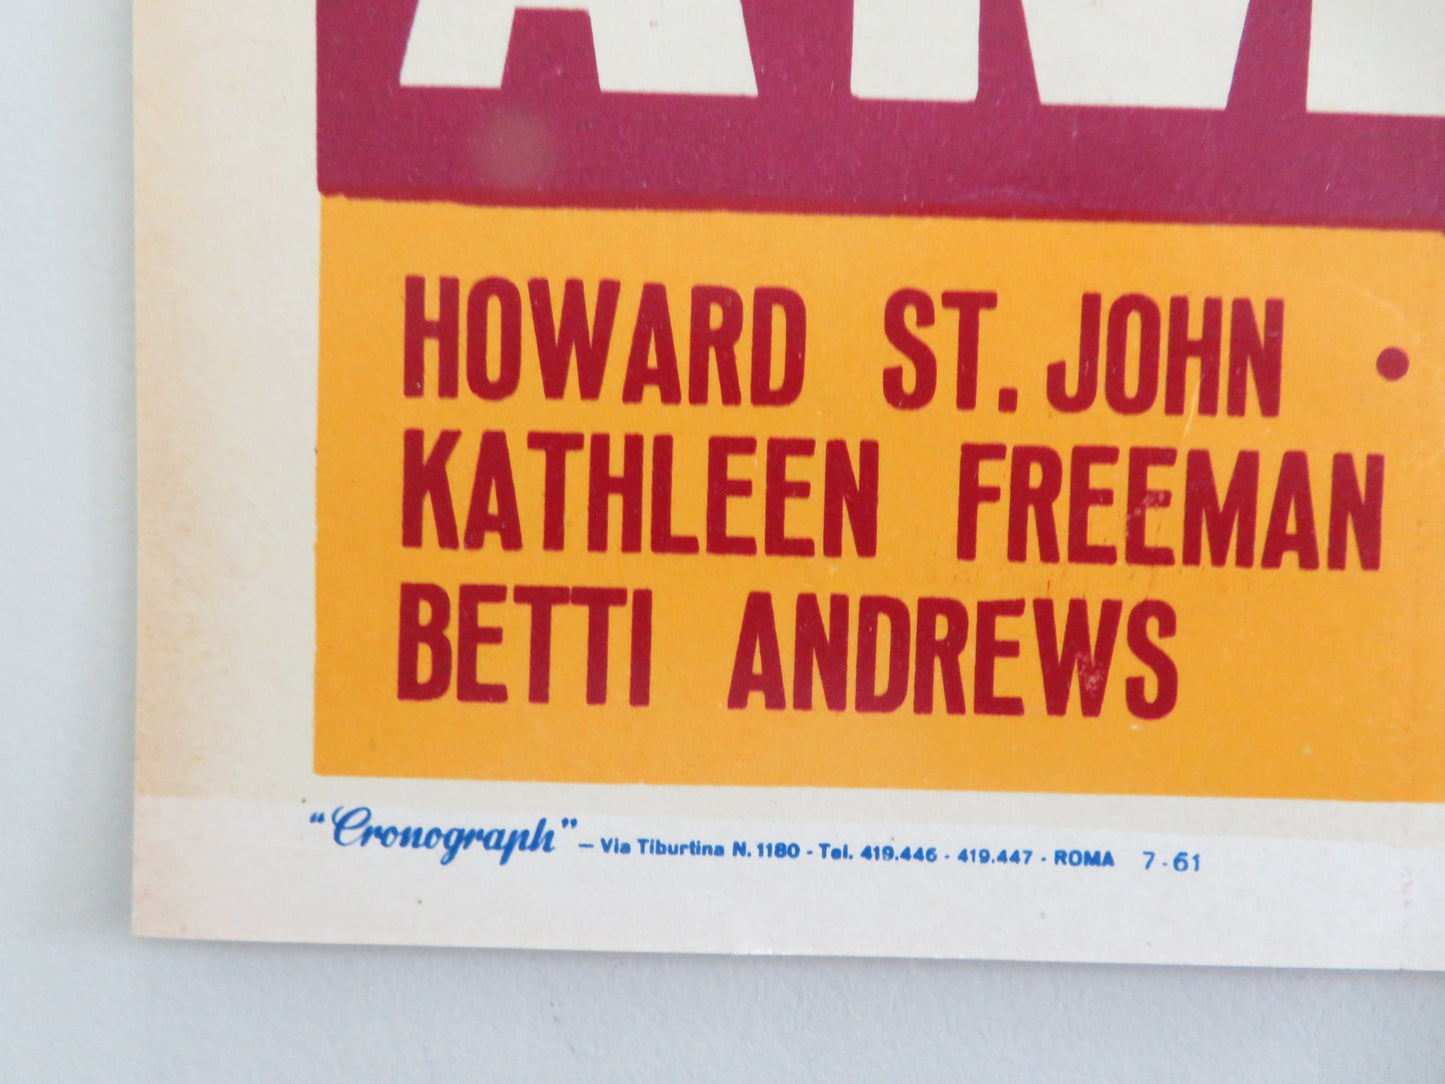 HOWARD ST. JOHN •
KATHLEEN FREEMAN
BETTI ANDREWS
"Cronograph" – Via Tiburtina N. 1180 - Tel. 419.446 - 419.447 - ROMA 7-61